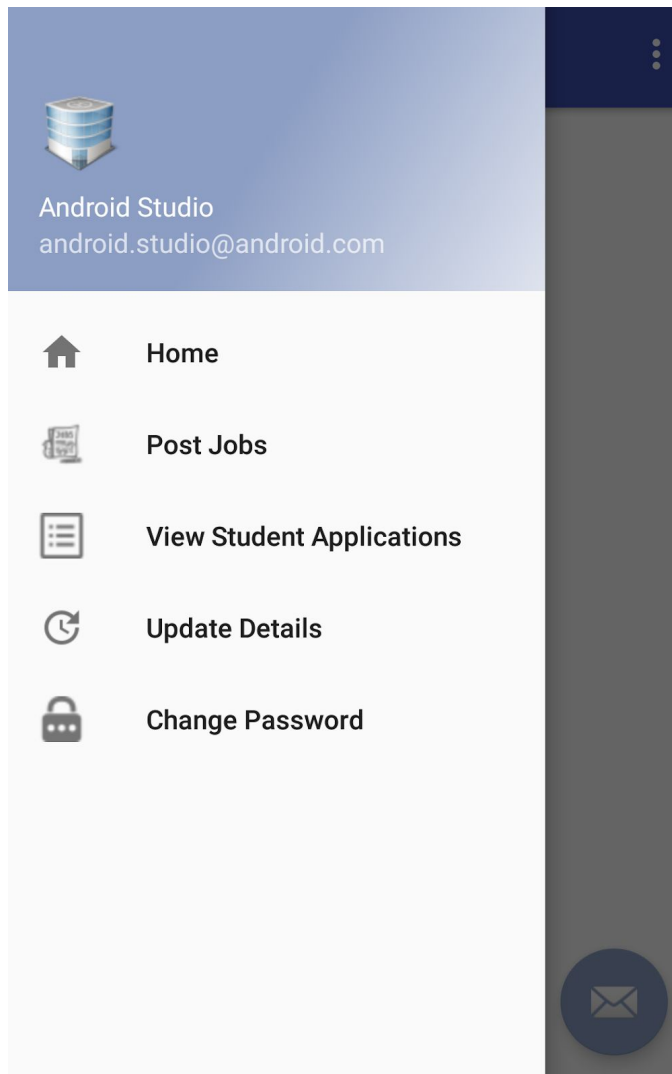 Android Studio
android.studio@android.com
Home
Post Jobs
View Student Applications
Update Details
Change Password